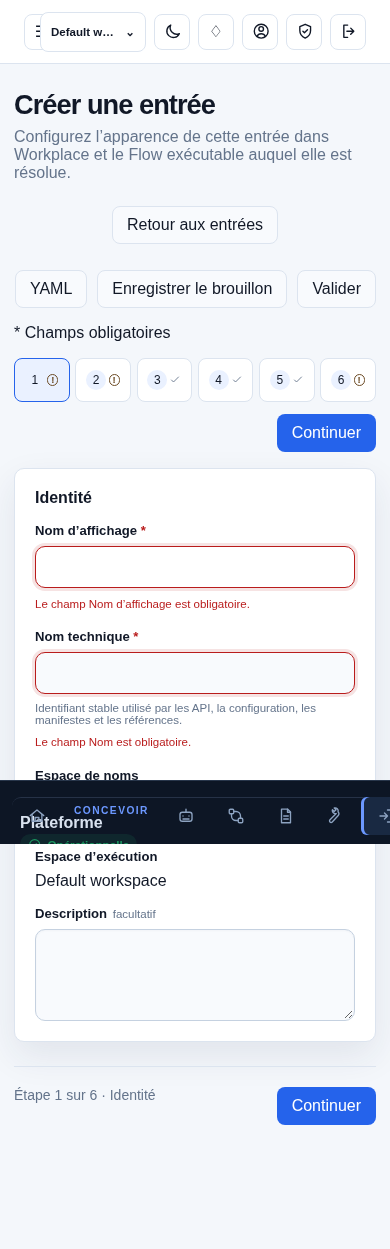 Default w…
Créer une entrée
Configurez l’apparence de cette entrée dans
Workplace et le Flow exécutable auquel elle est
résolue.
Retour aux entrées
YAML
Enregistrer le brouillon
Valider
* Champs obligatoires
1
2
3
4
5
6
Continuer
Identité
Nom d’affichage *
Le champ Nom d’affichage est obligatoire.
Nom technique *
Identifiant stable utilisé par les API, la configuration, les
manifestes et les références.
Le champ Nom est obligatoire.
Espace de noms
CONCEVOIR
Plateforme
Opérationnelle
Espace d’exécution
Default workspace
Description facultatif
Étape 1 sur 6 · Identité
Continuer